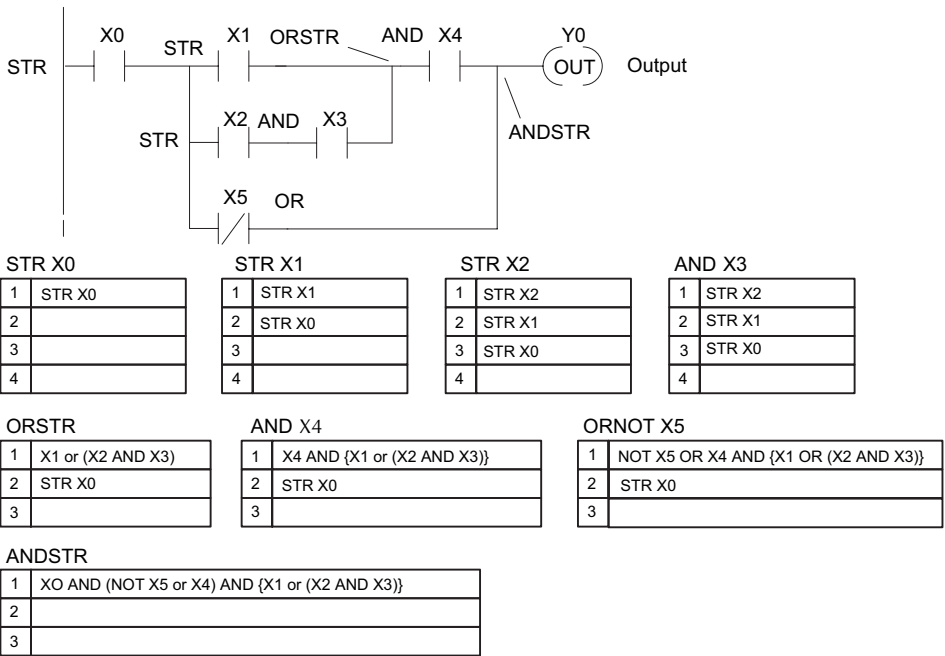 X0 STR X1 ORSTR AND X4 Y0
STR OUT Output
X2 AND X3 ANDSTR
STR
X5 OR
STR X0
1 STR X0
2
3
4
STR X1
1 STR X1
2 STR X0
3
4
STR X2
1 STR X2
2 STR X1
3 STR X0
4
AND X3
1 STR X2
2 STR X1
3 STR X0
4
ORSTR
1 X1 or (X2 AND X3)
2 STR X0
3
AND X4
1 X4 AND {X1 or (X2 AND X3)}
2 STR X0
3
ORNOT X5
1 NOT X5 OR X4 AND {X1 OR (X2 AND X3)}
2 STR X0
3
ANDSTR
1 XO AND (NOT X5 or X4) AND {X1 or (X2 AND X3)}
2
3